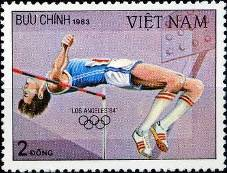 BƯU CHÍNH 1983 VIỆT NAM
LOS ANGELES '84
2 ĐỒNG